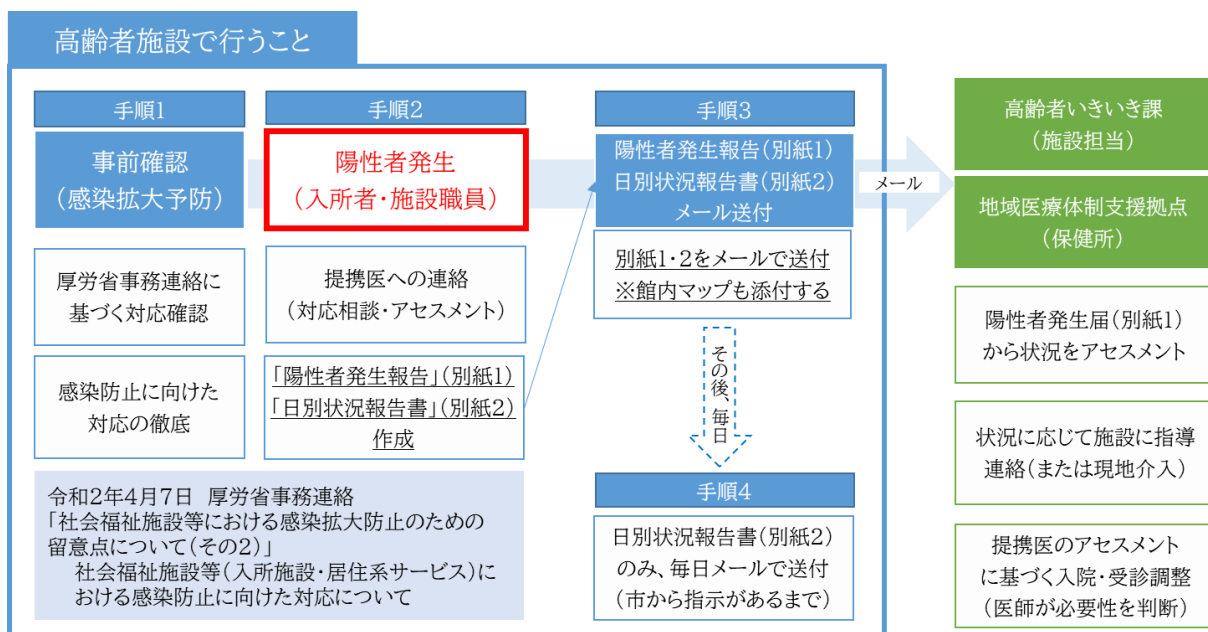 高齢者施設で行うこと
手順1
事前確認
(感染拡大予防)
厚労省事務連絡に
基づく対応確認
感染防止に向けた
対応の徹底
手順2
陽性者発生
(入所者・施設職員)
提携医への連絡
(対応相談・アセスメント)
「陽性者発生報告」(別紙1)
「日別状況報告書」(別紙2)
作成
令和2年4月7日 厚労省事務連絡
「社会福祉施設等における感染拡大防止のための
留意点について(その2)」
社会福祉施設等(入所施設・居住系サービス)に
おける感染防止に向けた対応について
手順3
陽性者発生報告(別紙1)
日別状況報告書(別紙2)
メール送付
別紙1・2をメールで送付
※館内マップも添付する
その後、毎日
手順4
日別状況報告書(別紙2)
のみ、毎日メールで送付
(市から指示があるまで)
メール
高齢者いきいき課
(施設担当)
地域医療体制支援拠点
(保健所)
陽性者発生届(別紙1)
から状況をアセスメント
状況に応じて施設に指導
連絡(または現地介入)
提携医のアセスメント
に基づく入院・受診調整
(医師が必要性を判断)